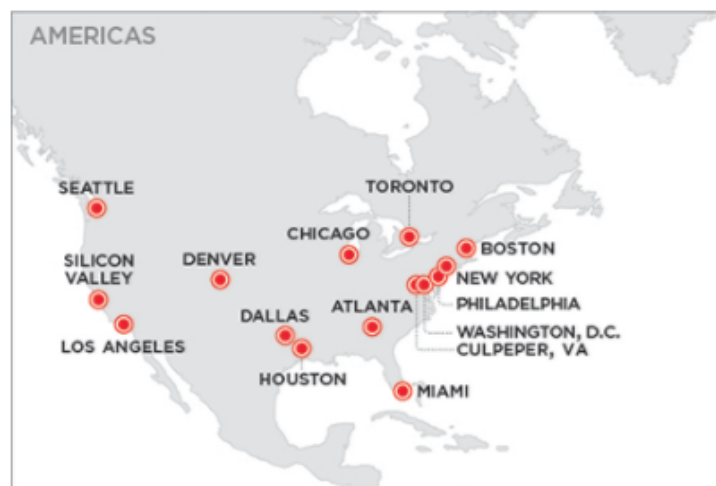 AMERICAS
SEATTLE
TORONTO
CHICAGO
BOSTON
SILICON
VALLEY
DENVER
NEW YORK
PHILADELPHIA
DALLAS
ATLANTA
LOS ANGELES
WASHINGTON, D.C.
CULPEPER, VA
HOUSTON
MIAMI